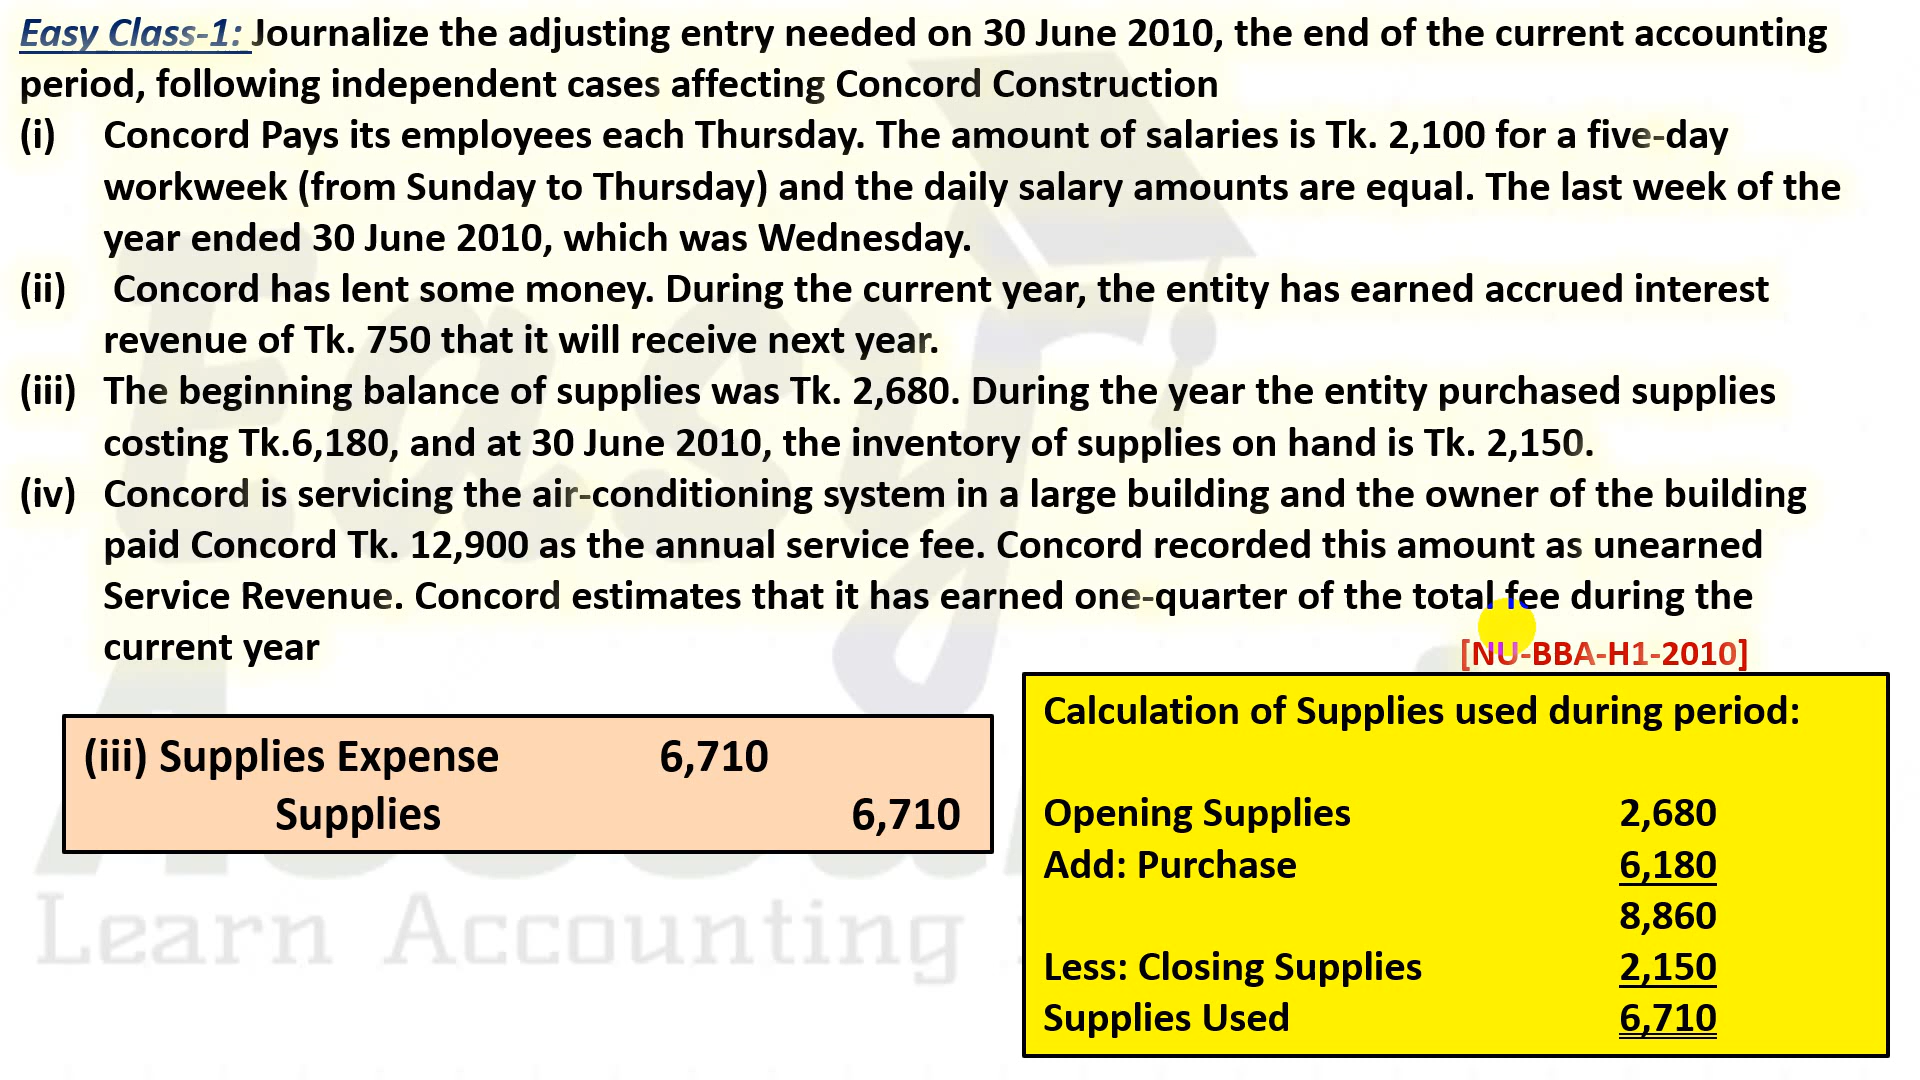 Easy Class-1: Journalize the adjusting entry needed on 30 June 2010, the end of the current accounting
period, following independent cases affecting Concord Construction
(i) Concord Pays its employees each Thursday. The amount of salaries is Tk. 2,100 for a five-day
workweek (from Sunday to Thursday) and the daily salary amounts are equal. The last week of the
year ended 30 June 2010, which was Wednesday.
(ii) Concord has lent some money. During the current year, the entity has earned accrued interest
revenue of Tk. 750 that it will receive next year.
(iii) The beginning balance of supplies was Tk. 2,680. During the year the entity purchased supplies
costing Tk.6,180, and at 30 June 2010, the inventory of supplies on hand is Tk. 2,150.
(iv) Concord is servicing the air-conditioning system in a large building and the owner of the building
paid Concord Tk. 12,900 as the annual service fee. Concord recorded this amount as unearned
Service Revenue. Concord estimates that it has earned one-quarter of the total fee during the
current year
[NU-BBA-H1-2010]
(iii) Supplies Expense 6,710
Supplies 6,710
Calculation of Supplies used during period:
Opening Supplies 2,680
Add: Purchase 6,180
8,860
Less: Closing Supplies 2,150
Supplies Used 6,710
Easy
Learn Accounting